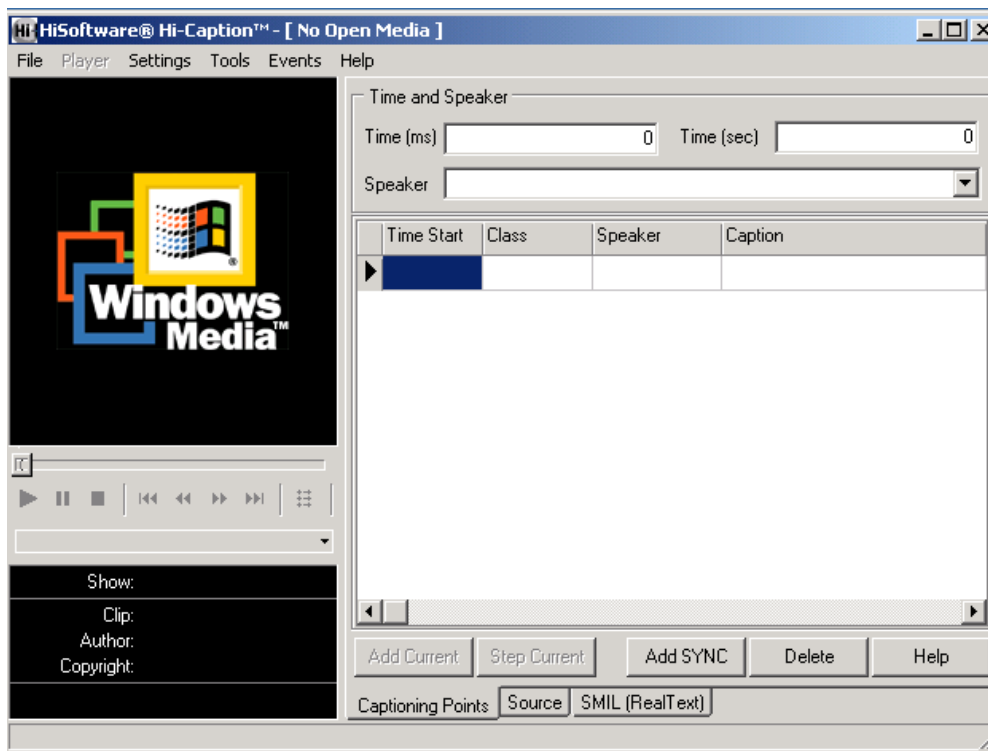 HiSoftware® Hi-Caption™ - [ No Open Media ]
File Player Settings Tools Events Help
Time and Speaker
Time (ms) 0 Time (sec) 0
Speaker
Time Start Class Speaker Caption
Windows
Media™
Show:
Clip:
Author:
Copyright:
Add Current Step Current Add SYNC Delete Help
Captioning Points Source SMIL (RealText)